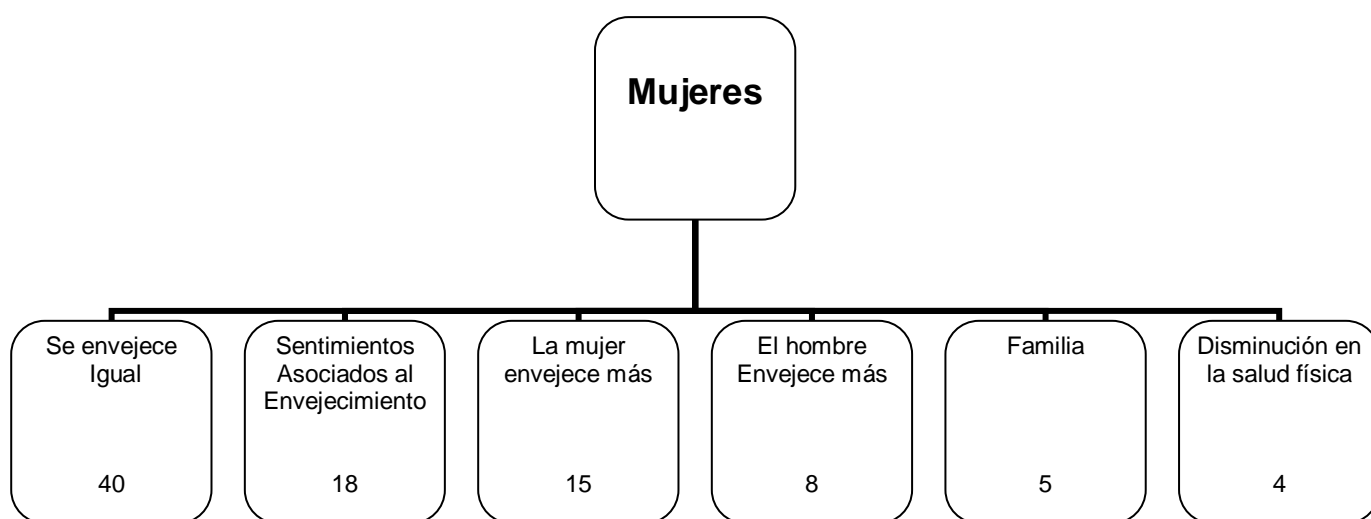 Mujeres
Se envejece
Igual
40
Sentimientos
Asociados al
Envejecimiento
18
La mujer
envejece más
15
El hombre
Envejece más
8
Familia
5
Disminución en
la salud física
4